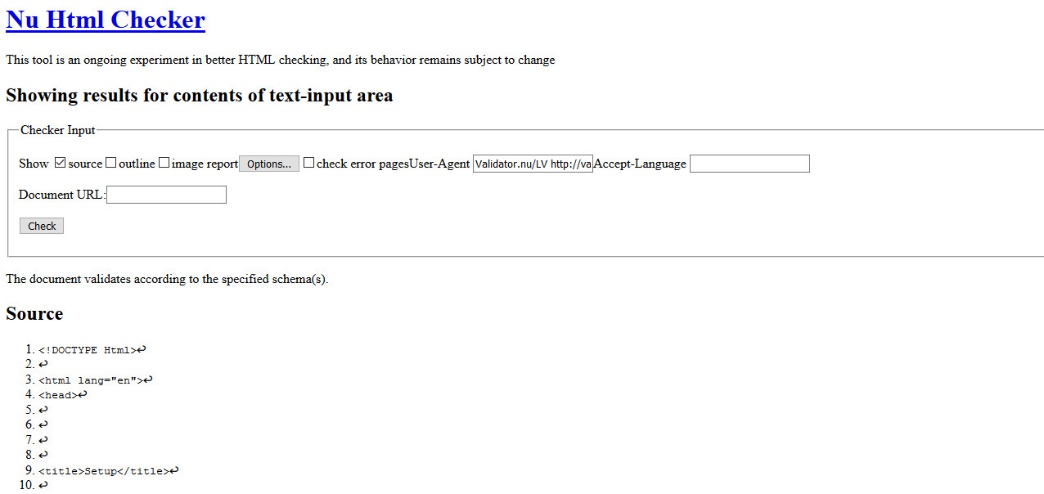 Nu Html Checker
This tool is an ongoing experiment in better HTML checking, and its behavior remains subject to change
Showing results for contents of text-input area
Checker Input
Show source outline image report Options... check error pagesUser-Agent Validator.nu/LV http://va Accept-Language
Document URL:
Check
The document validates according to the specified schema(s).
Source
1. <!DOCTYPE Html>↩
2. ↩
3. <html lang="en">↩
4. <head>↩
5. ↩
6. ↩
7. ↩
8. ↩
9. <title>Setup</title>↩
10. ↩